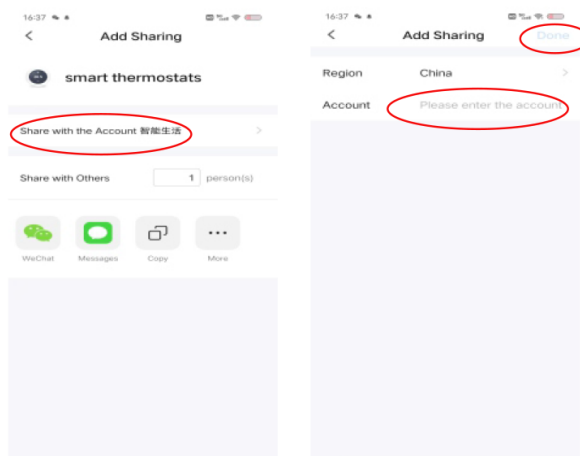 16:37
Add Sharing
smart thermostats
Share with the Account 智能生活
Share with Others 1 person(s)
WeChat Messages Copy More
16:37
Add Sharing Done
Region China
Account Please enter the account